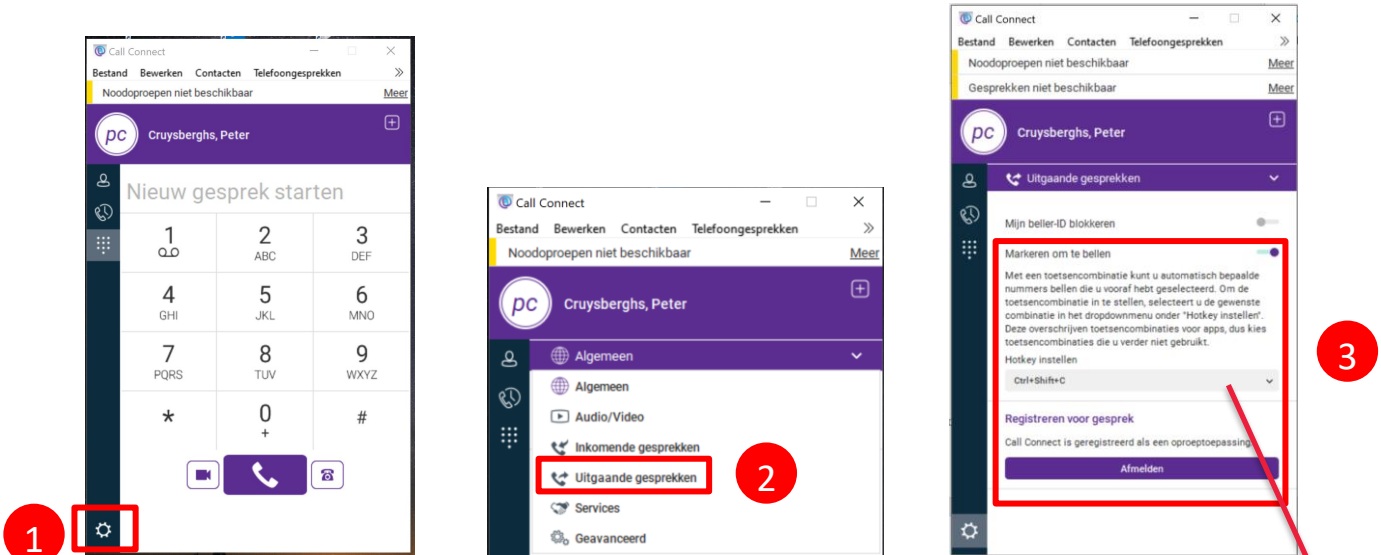 Call Connect
Bestand Bewerken Contacten Telefoongesprekken
Noodoproepen niet beschikbaar Meer
pc Cruysberghs, Peter
Nieuw gesprek starten
1 2 3
ABC DEF
4 5 6
GHI JKL MNO
7 8 9
PQRS TUV WXYZ
* 0 #
+
1
Call Connect
Bestand Bewerken Contacten Telefoongesprekken
Noodoproepen niet beschikbaar Meer
pc Cruysberghs, Peter
Algemeen
Algemeen
Audio/Video
Inkomende gesprekken
Uitgaande gesprekken
Services
Geavanceerd
2
Call Connect
Bestand Bewerken Contacten Telefoongesprekken
Noodoproepen niet beschikbaar Meer
Gesprekken niet beschikbaar Meer
pc Cruysberghs, Peter
Uitgaande gesprekken
Mijn beller-ID blokkeren
Markeren om te bellen
Met een toetsencombinatie kunt u automatisch bepaalde
nummers bellen die u vooraf hebt geselecteerd. Om de
toetsencombinatie in te stellen, selecteert u de gewenste
combinatie in het dropdownmenu onder "Hotkey instellen".
Deze overschrijven toetsencombinaties voor apps, dus kies
toetsencombinaties die u verder niet gebruikt.
Hotkey instellen
Ctrl+Shift+C
Registreren voor gesprek
Call Connect is geregistreerd als een oproeptoepassing.
Afmelden
3